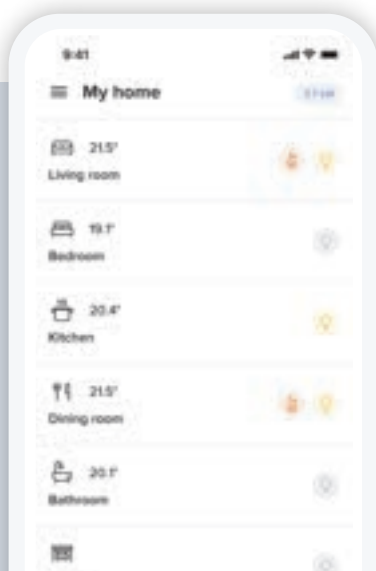 9:41
My home
21.5°
Living room
19.1°
Bedroom
20.4°
Kitchen
21.5°
Dining room
20.1°
Bathroom